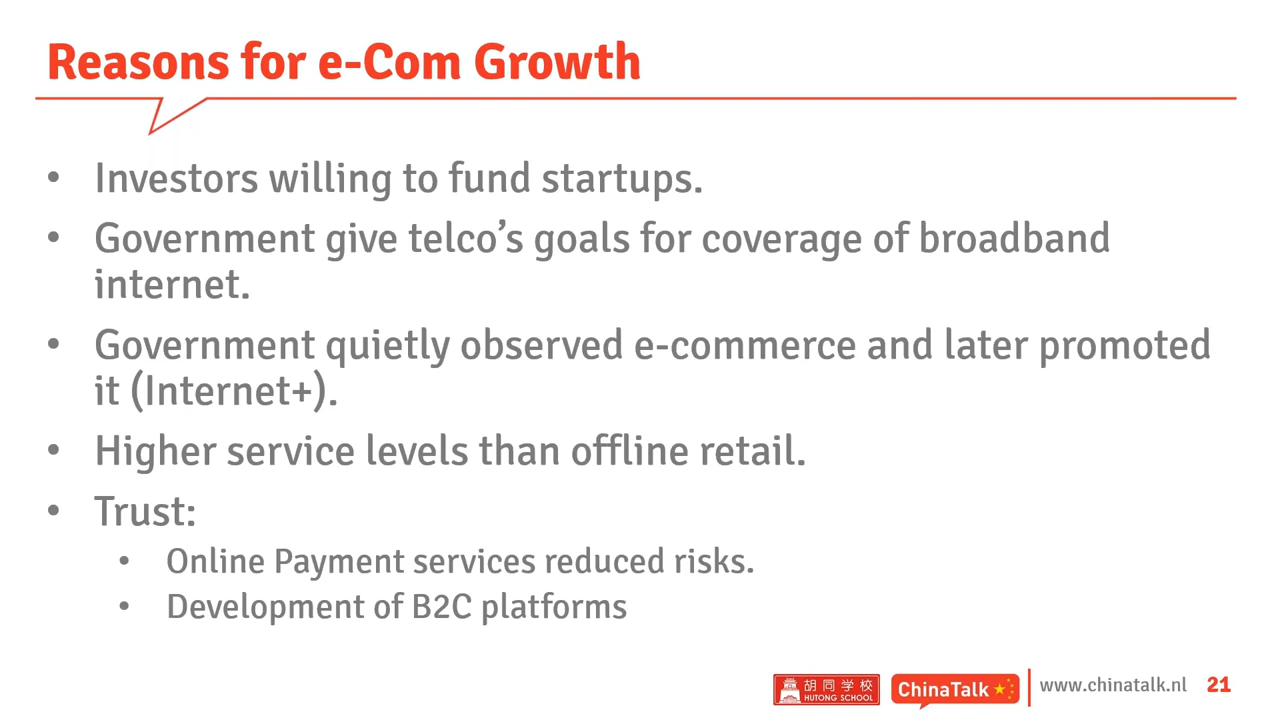 Reasons for e-Com Growth
• Investors willing to fund startups.
• Government give telco’s goals for coverage of broadband
internet.
• Government quietly observed e-commerce and later promoted
it (Internet+).
• Higher service levels than offline retail.
• Trust:
• Online Payment services reduced risks.
• Development of B2C platforms
胡同学校
HUTONG SCHOOL
ChinaTalk
www.chinatalk.nl 21